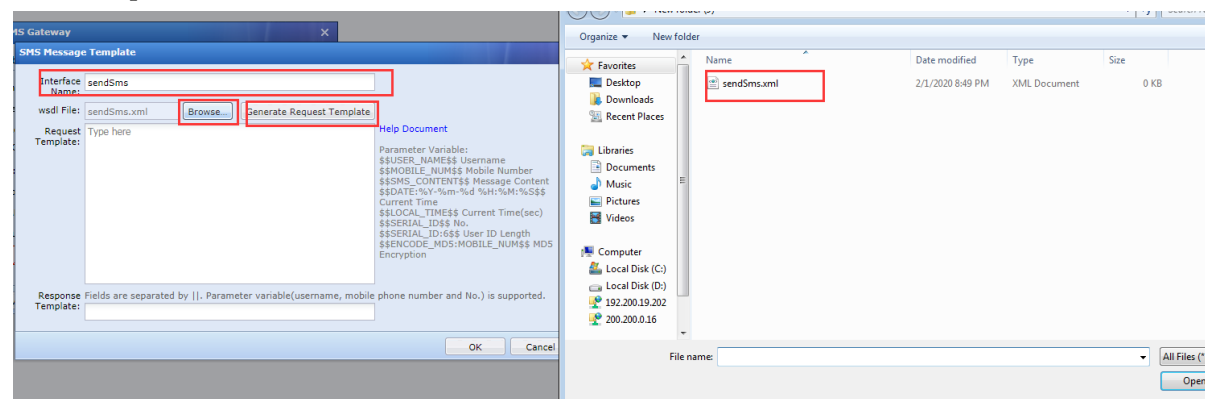 MS Gateway
SMS Message Template
Interface Name:
sendSms
wsdl File:
sendSms.xml
Browse...
Generate Request Template
Request Template:
Type here
Help Document
Parameter Variable:
$$USER_NAME$$ Username
$$MOBILE_NUM$$ Mobile Number
$$SMS_CONTENT$$ Message Content
$$DATE:%Y-%m-%d %H:%M:%S$$
Current Time
$$LOCAL_TIME$$ Current Time(sec)
$$SERIAL_ID$$ No.
$$SERIAL_ID:6$$ User ID Length
$$ENCODE_MD5:MOBILE_NUM$$ MD5
Encryption
Response Template:
Fields are separated by ||. Parameter variable(username, mobile phone number and No.) is supported.
OK
Cancel
Organize
New folder
Favorites
Desktop
Downloads
Recent Places
Libraries
Documents
Music
Pictures
Videos
Computer
Local Disk (C:)
Local Disk (D:)
192.200.19.202
200.200.0.16
Name
Date modified
Type
Size
sendSms.xml
2/1/2020 8:49 PM
XML Document
0 KB
File name:
All Files (*
Open